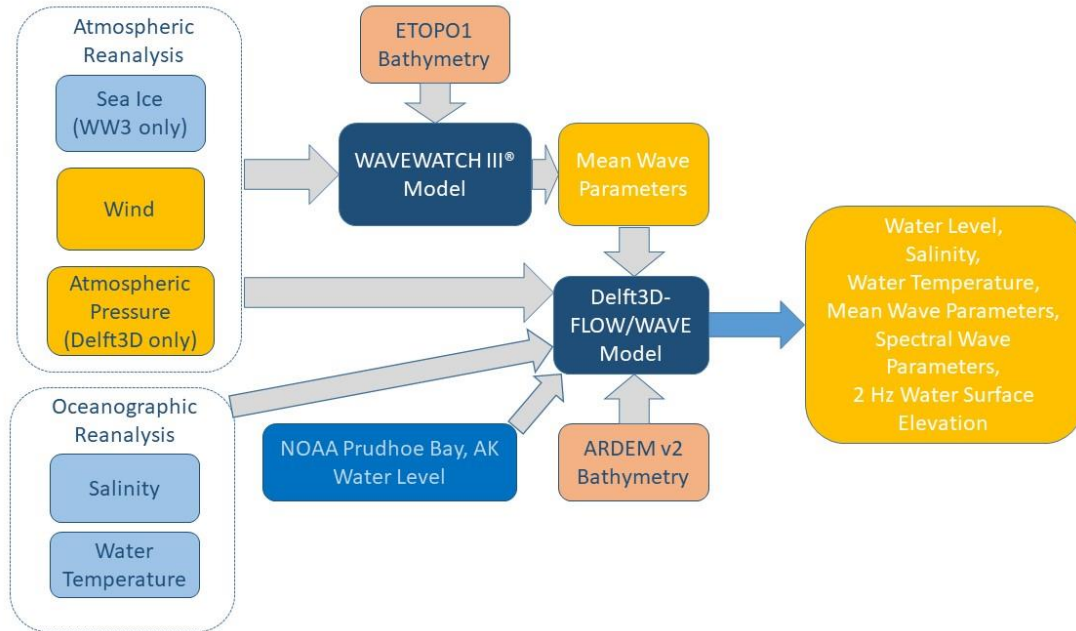 Atmospheric
Reanalysis
Sea Ice
(WW3 only)
Wind
Atmospheric
Pressure
(Delft3D only)
ETOPO1
Bathymetry
WAVEWATCH III®
Model
Mean Wave
Parameters
Delft3D-
FLOW/WAVE
Model
Water Level,
Salinity,
Water Temperature,
Mean Wave Parameters,
Spectral Wave
Parameters,
2 Hz Water Surface
Elevation
Oceanographic
Reanalysis
Salinity
Water
Temperature
NOAA Prudhoe Bay, AK
Water Level
ARDEM v2
Bathymetry